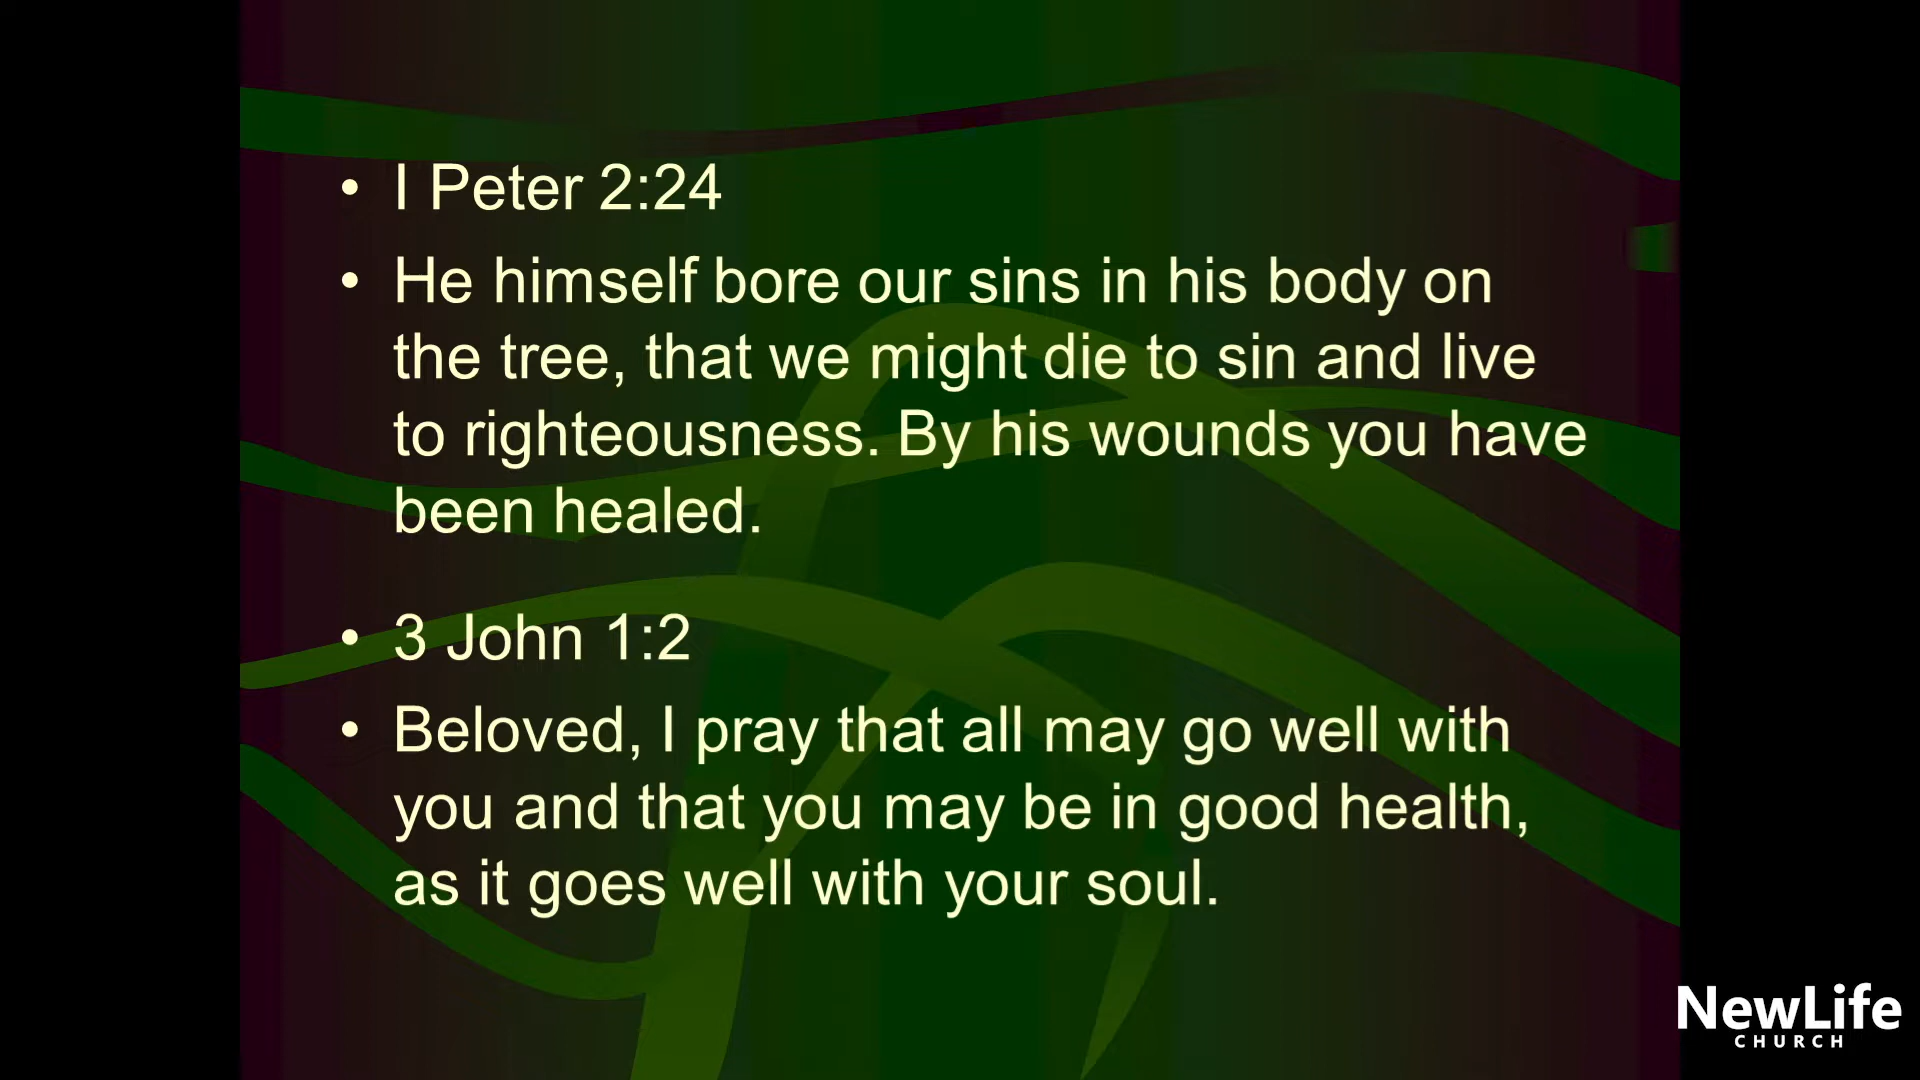 • I Peter 2:24
• He himself bore our sins in his body on
the tree, that we might die to sin and live
to righteousness. By his wounds you have
been healed.
• 3 John 1:2
• Beloved, I pray that all may go well with
you and that you may be in good health,
as it goes well with your soul.
NewLife
CHURCH